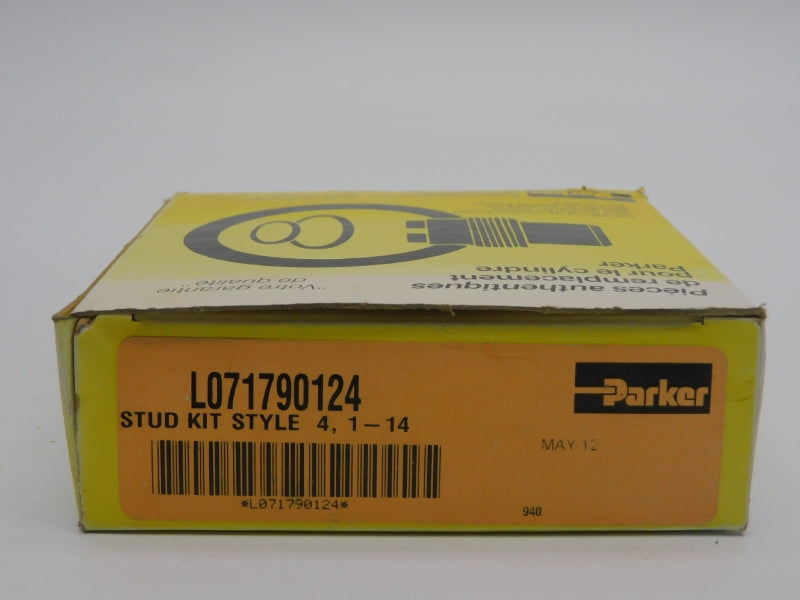 Pièces authentiques
de remplacement
pour le cylindre
Parker
"Votre garantie
de qualité"
L071790124
STUD KIT STYLE 4, 1-14
*L071790124*
Parker
MAY 12
940